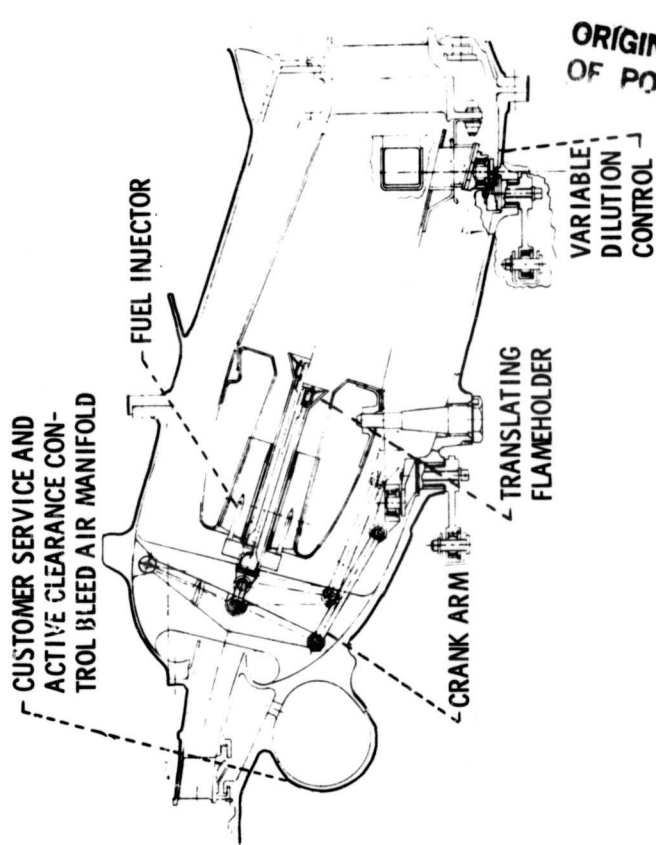 ORIGIN
OF PO
CUSTOMER SERVICE AND
ACTIVE CLEARANCE CON-
TROL BLEED AIR MANIFOLD
FUEL INJECTOR
VARIABLE
DILUTION
CONTROL
TRANSLATING
FLAMEHOLDER
CRANK ARM